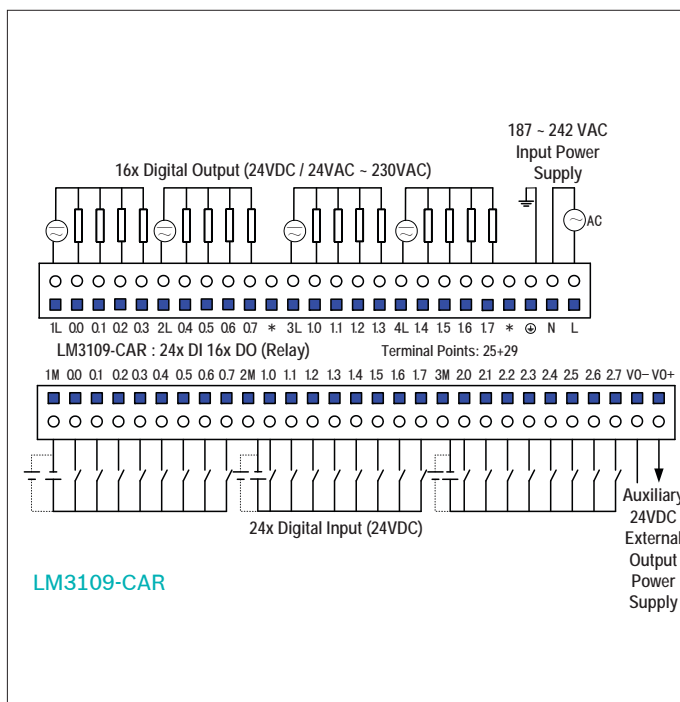 187 ~ 242 VAC
Input Power
Supply
16x Digital Output (24VDC / 24VAC ~ 230VAC)
AC
1L 0.0 0.1 0.2 0.3 2L 0.4 0.5 0.6 0.7 * 3L 1.0 1.1 1.2 1.3 4L 1.4 1.5 1.6 1.7 * N L
LM3109-CAR : 24x DI 16x DO (Relay) Terminal Points: 25+29
1M 0.0 0.1 0.2 0.3 0.4 0.5 0.6 0.7 2M 1.0 1.1 1.2 1.3 1.4 1.5 1.6 1.7 3M 2.0 2.1 2.2 2.3 2.4 2.5 2.6 2.7 VO- VO+
24x Digital Input (24VDC)
Auxiliary
24VDC
External
Output
Power
Supply
LM3109-CAR